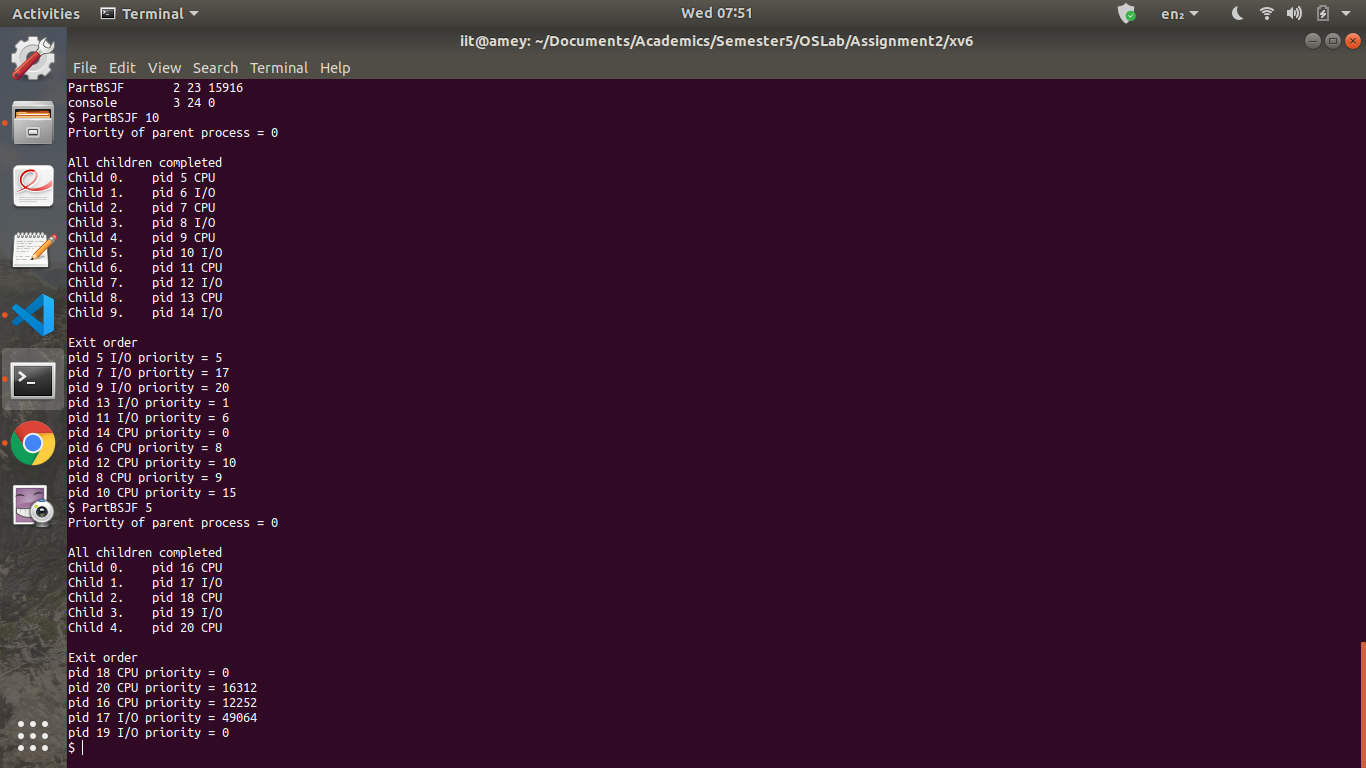 Activities Terminal Wed 07:51 en₂
iit@amey: ~/Documents/Academics/Semester5/OSLab/Assignment2/xv6
File Edit View Search Terminal Help
PartBSJF       2 23 15916
console        3 24 0
$ PartBSJF 10
Priority of parent process = 0

All children completed
Child 0.    pid 5 CPU
Child 1.    pid 6 I/O
Child 2.    pid 7 CPU
Child 3.    pid 8 I/O
Child 4.    pid 9 CPU
Child 5.    pid 10 I/O
Child 6.    pid 11 CPU
Child 7.    pid 12 I/O
Child 8.    pid 13 CPU
Child 9.    pid 14 I/O

Exit order
pid 5 I/O priority = 5
pid 7 I/O priority = 17
pid 9 I/O priority = 20
pid 13 I/O priority = 1
pid 11 I/O priority = 6
pid 14 CPU priority = 0
pid 6 CPU priority = 8
pid 12 CPU priority = 10
pid 8 CPU priority = 9
pid 10 CPU priority = 15
$ PartBSJF 5
Priority of parent process = 0

All children completed
Child 0.    pid 16 CPU
Child 1.    pid 17 I/O
Child 2.    pid 18 CPU
Child 3.    pid 19 I/O
Child 4.    pid 20 CPU

Exit order
pid 18 CPU priority = 0
pid 20 CPU priority = 16312
pid 16 CPU priority = 12252
pid 17 I/O priority = 49064
pid 19 I/O priority = 0
$